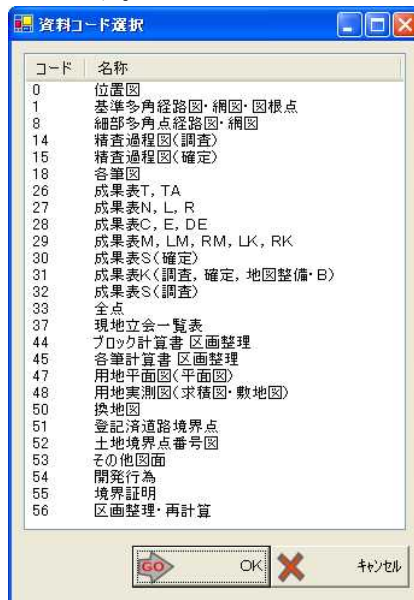 資料コード選択
コード 名称
0 位置図
1 基準多角経路図・網図・図根点
8 細部多角点経路図・網図
14 精査過程図(調査)
15 精査過程図(確定)
18 各筆図
26 成果表T, TA
27 成果表N, L, R
28 成果表C, E, DE
29 成果表M, LM, RM, LK, RK
30 成果表S(確定)
31 成果表K(調査, 確定, 地図整備・B)
32 成果表S(調査)
33 全点
37 現地立会一覧表
44 ブロック計算書 区画整理
45 各筆計算書 区画整理
47 用地平面図(平面図)
48 用地実測図(求積図・敷地図)
50 換地図
51 登記済道路境界点
52 土地境界点番号図
53 その他図面
54 開発行為
55 境界証明
56 区画整理・再計算
GO OK キャンセル